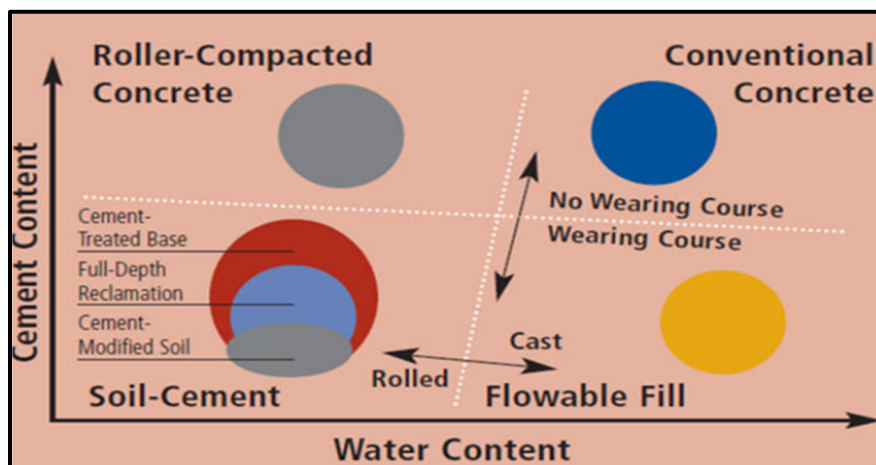 Roller-Compacted
Concrete
Conventional
Concrete
Cement Content
No Wearing Course
Wearing Course
Cement-
Treated Base
Full-Depth
Reclamation
Cement-
Modified Soil
Cast
Rolled
Soil-Cement
Flowable Fill
Water Content